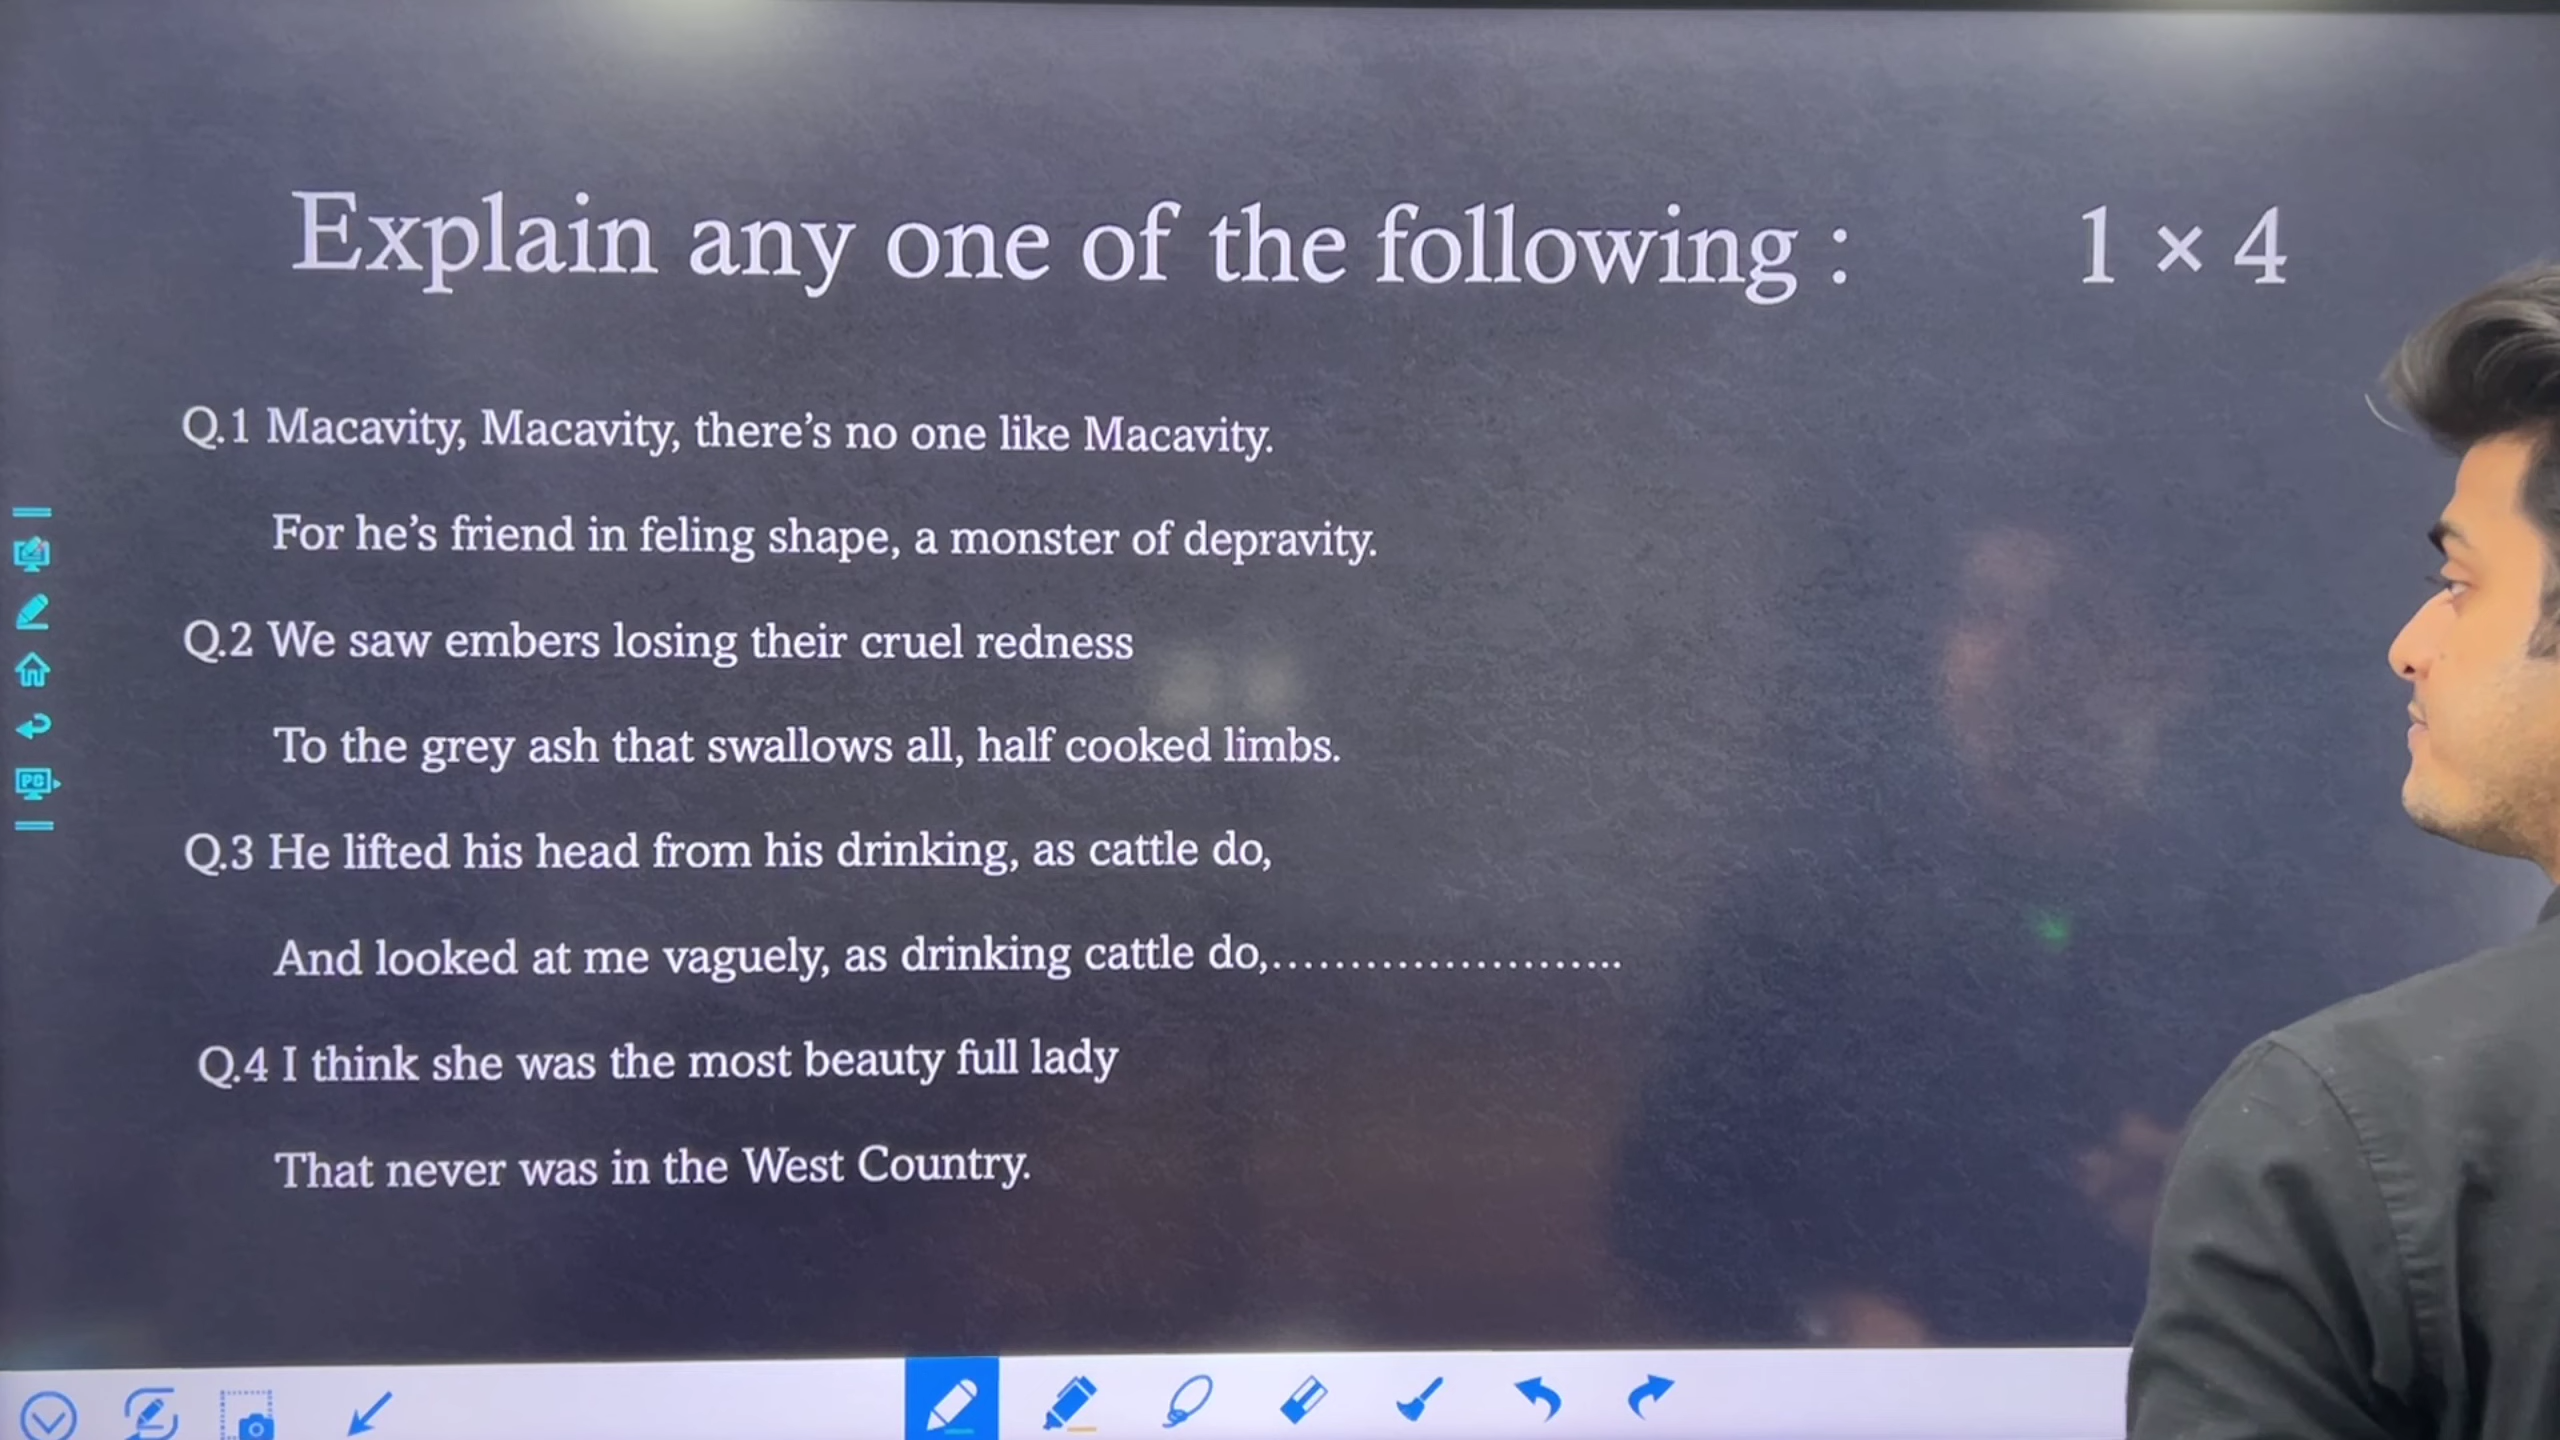 Explain any one of the following : 1 × 4
Q.1 Macavity, Macavity, there's no one like Macavity.
For he's friend in feling shape, a monster of depravity.
Q.2 We saw embers losing their cruel redness
To the grey ash that swallows all, half cooked limbs.
Q.3 He lifted his head from his drinking, as cattle do,
And looked at me vaguely, as drinking cattle do,.......................
Q.4 I think she was the most beauty full lady
That never was in the West Country.
PC